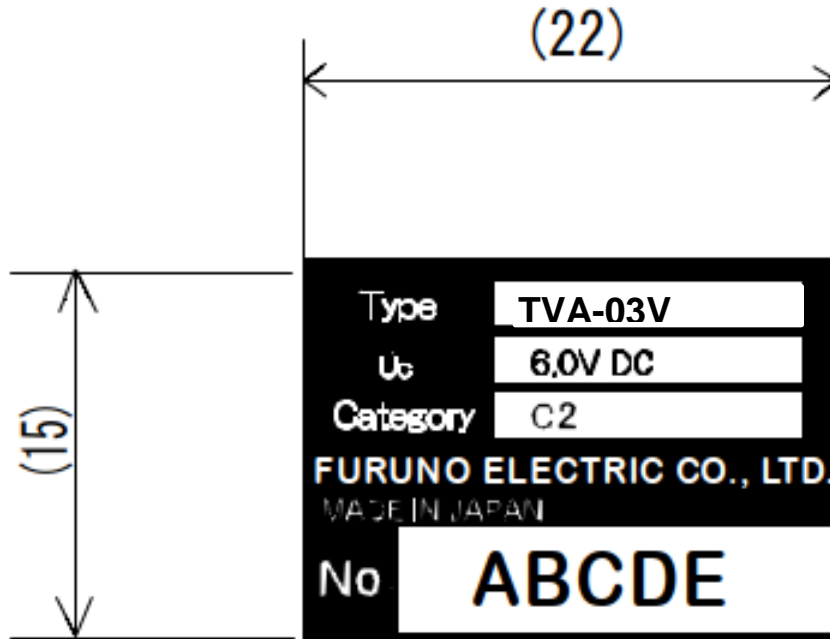 (22)
Type TVA-03V
Uc 6.0V DC
Category C2
(15)
FURUNO ELECTRIC CO., LTD.
MADE IN JAPAN
No ABCDE